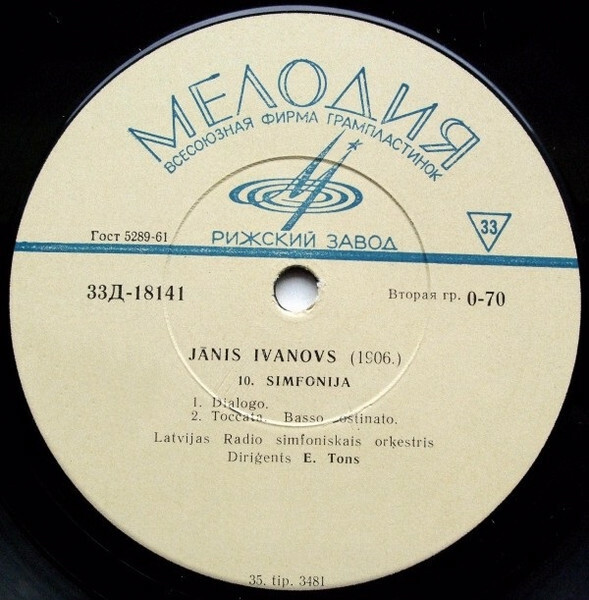 МЕЛОДИЯ
ВСЕСОЮЗНАЯ ФИРМА ГРАМПЛАСТИНОК
33
Гост 5289-61
РИЖСКИЙ ЗАВОД
33Д-18141
Вторая гр. 0-70
JĀNIS IVANOVS (1906.)
10. SIMFONIJA
1. Dialogo.
2. Toccata. Basso ostinato.
Latvijas Radio simfoniskais orķestris
Diriģents E. Tons
35. tip. 3481